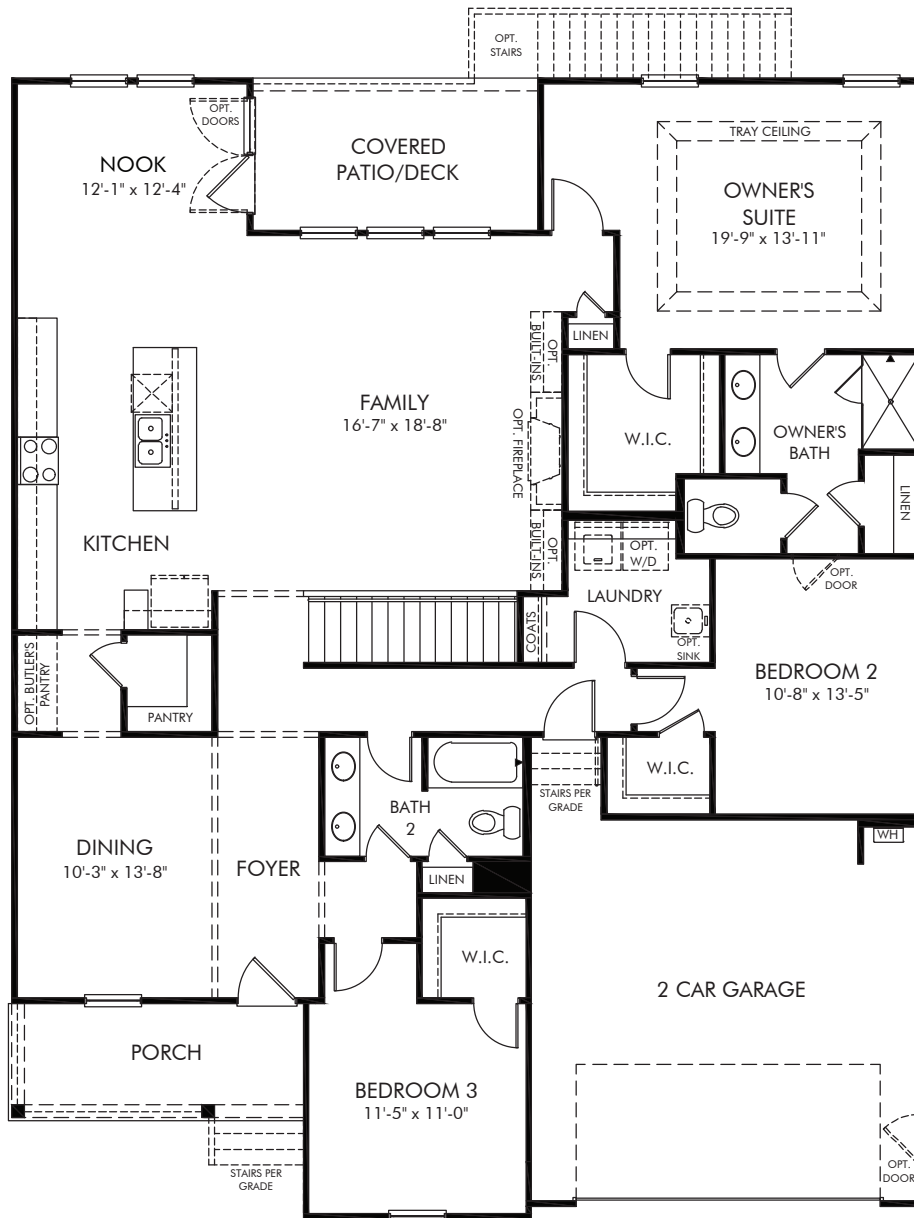 OPT.
STAIRS
OPT.
DOORS
COVERED
PATIO/DECK
NOOK
12'-1" x 12'-4"
TRAY CEILING
OWNER'S
SUITE
19'-9" x 13'-11"
LINEN
OPT.
BUILT-INS
FAMILY
16'-7" x 18'-8"
OPT. FIREPLACE
W.I.C.
OWNER'S
BATH
LINEN
KITCHEN
OPT.
BUILT-INS
OPT.
W/D
LAUNDRY
OPT.
DOOR
COATS
OPT.
SINK
OPT. BUTLER'S
PANTRY
PANTRY
BEDROOM 2
10'-8" x 13'-5"
W.I.C.
STAIRS PER
GRADE
BATH
2
DINING
10'-3" x 13'-8"
FOYER
LINEN
WH
W.I.C.
2 CAR GARAGE
PORCH
BEDROOM 3
11'-5" x 11'-0"
STAIRS PER
GRADE
OPT.
DOOR